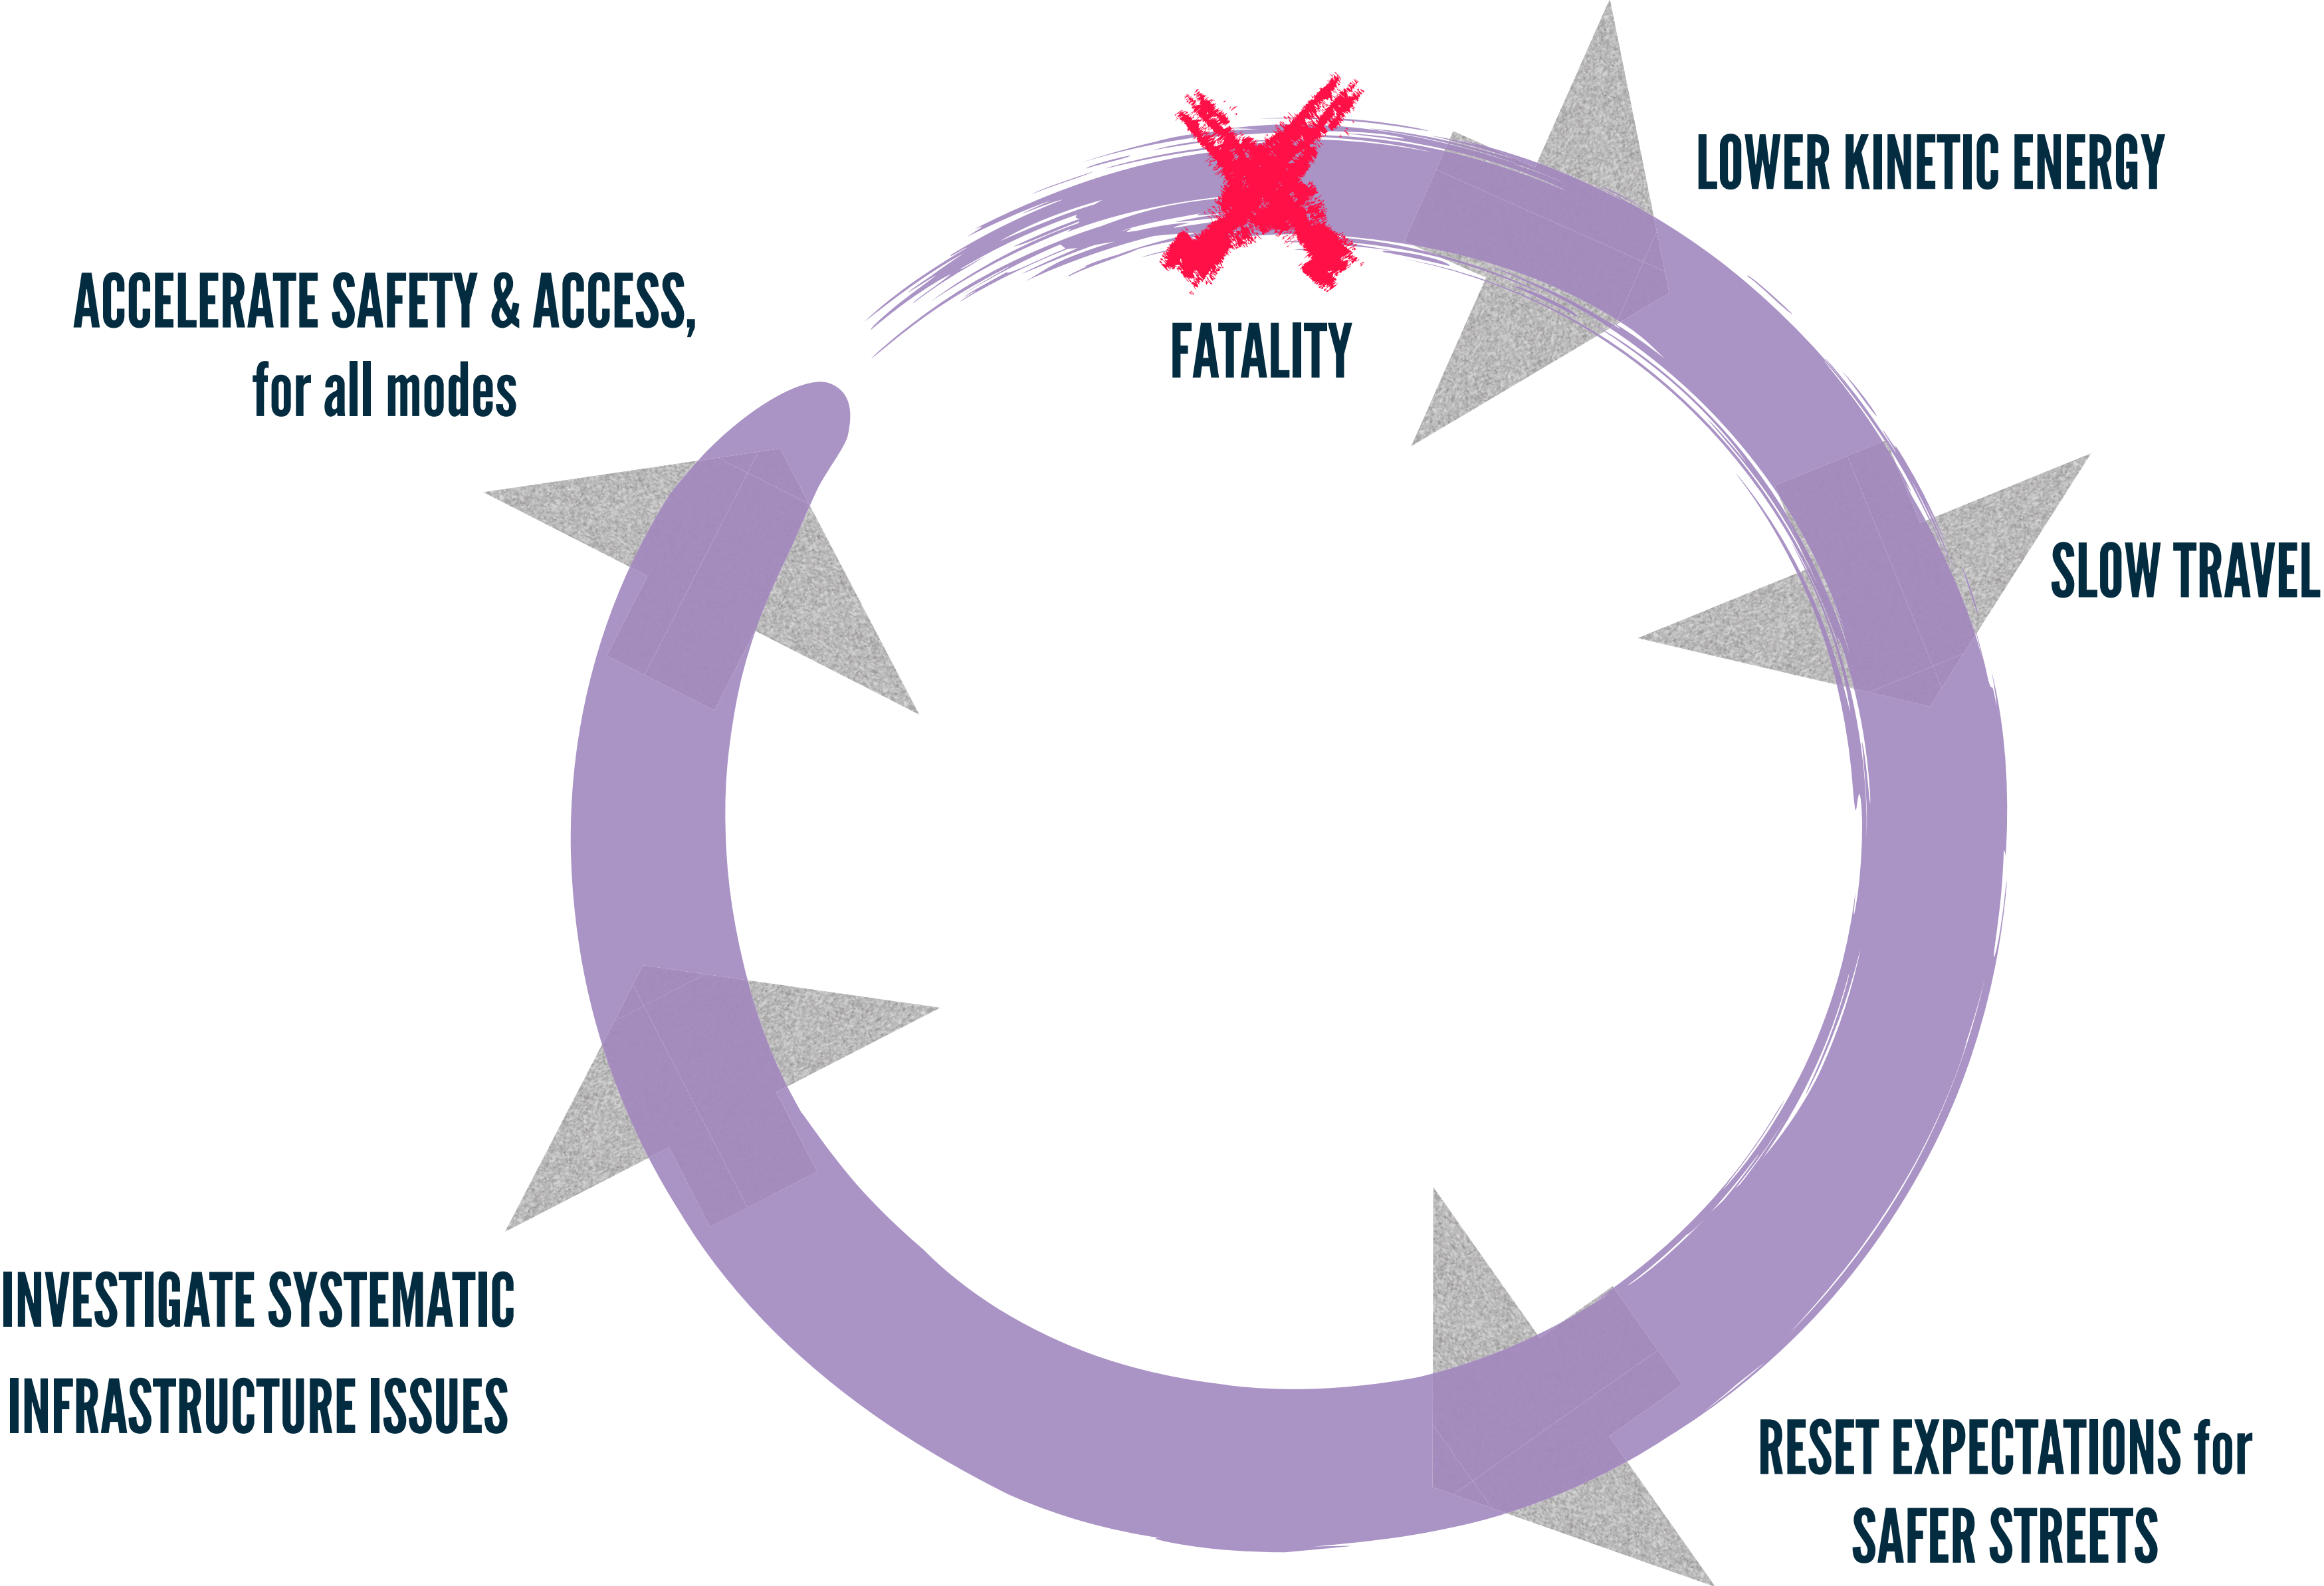 LOWER KINETIC ENERGY
ACCELERATE SAFETY & ACCESS,
for all modes
FATALITY
SLOW TRAVEL
INVESTIGATE SYSTEMATIC
INFRASTRUCTURE ISSUES
RESET EXPECTATIONS for
SAFER STREETS